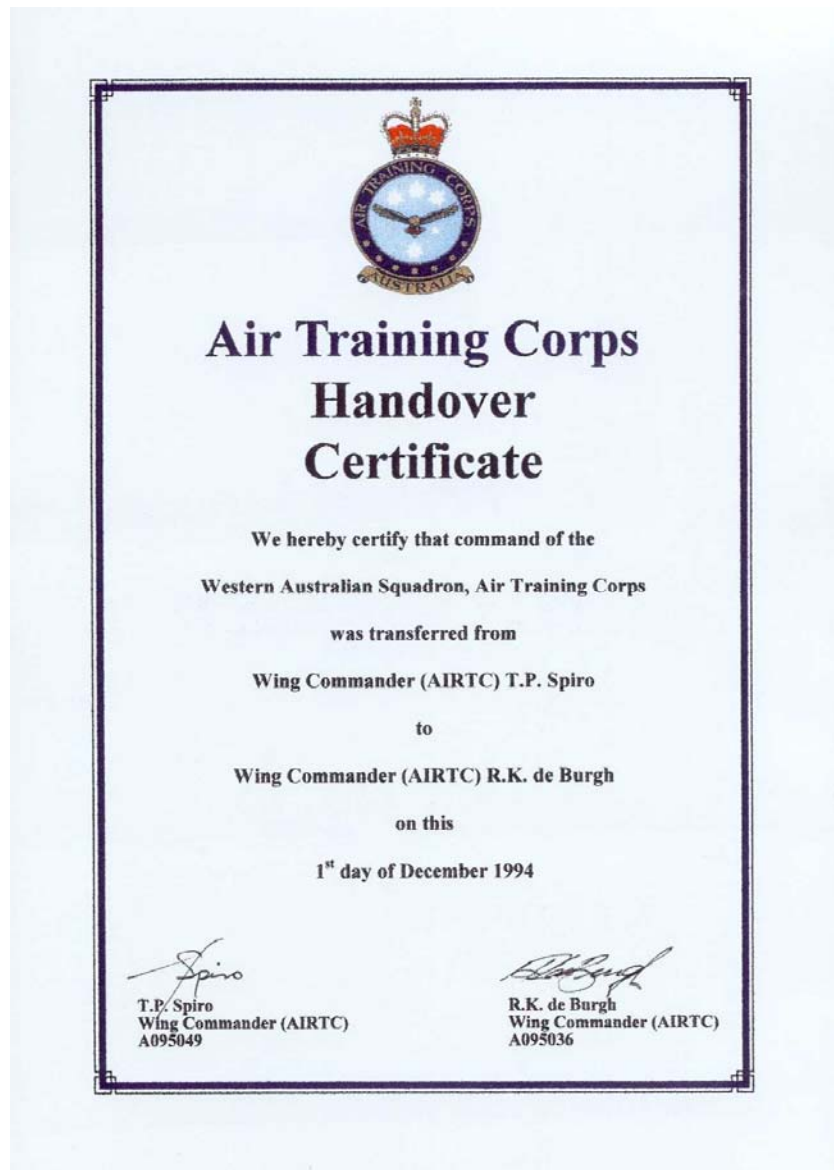 AIR TRAINING CORPS
AUSTRALIA
Air Training Corps
Handover
Certificate
We hereby certify that command of the
Western Australian Squadron, Air Training Corps
was transferred from
Wing Commander (AIRTC) T.P. Spiro
to
Wing Commander (AIRTC) R.K. de Burgh
on this
1st day of December 1994
Spiro
RKdeBurgh
T.P. Spiro
Wing Commander (AIRTC)
A095049
R.K. de Burgh
Wing Commander (AIRTC)
A095036